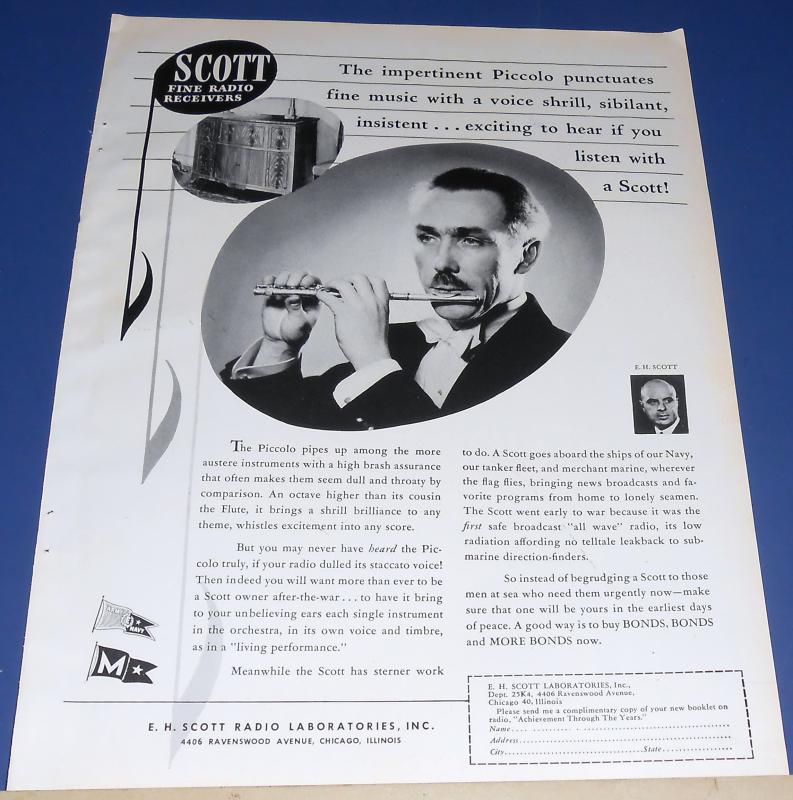 SCOTT
FINE RADIO
RECEIVERS
The impertinent Piccolo punctuates
fine music with a voice shrill, sibilant,
insistent . . . exciting to hear if you
listen with
a Scott!
E. H. SCOTT
The Piccolo pipes up among the more
austere instruments with a high brash assurance
that often makes them seem dull and throaty by
comparison. An octave higher than its cousin
the Flute, it brings a shrill brilliance to any
theme, whistles excitement into any score.
But you may never have heard the Pic-
colo truly, if your radio dulled its staccato voice!
Then indeed you will want more than ever to be
a Scott owner after-the-war . . . to have it bring
to your unbelieving ears each single instrument
in the orchestra, in its own voice and timbre,
as in a "living performance."
Meanwhile the Scott has sterner work
to do. A Scott goes aboard the ships of our Navy,
our tanker fleet, and merchant marine, wherever
the flag flies, bringing news broadcasts and fa-
vorite programs from home to lonely seamen.
The Scott went early to war because it was the
first safe broadcast "all wave" radio, its low
radiation affording no telltale leakback to sub-
marine direction-finders.
So instead of begrudging a Scott to those
men at sea who need them urgently now—make
sure that one will be yours in the earliest days
of peace. A good way is to buy BONDS, BONDS
and MORE BONDS now.
ARMY
E
NAVY
M
E. H. SCOTT RADIO LABORATORIES, INC.
4406 RAVENSWOOD AVENUE, CHICAGO, ILLINOIS
E. H. SCOTT LABORATORIES, Inc.,
Dept. 25K4, 4406 Ravenswood Avenue,
Chicago 40, Illinois
Please send me a complimentary copy of your new booklet on
radio, "Achievement Through The Years."
Name
Address
City State